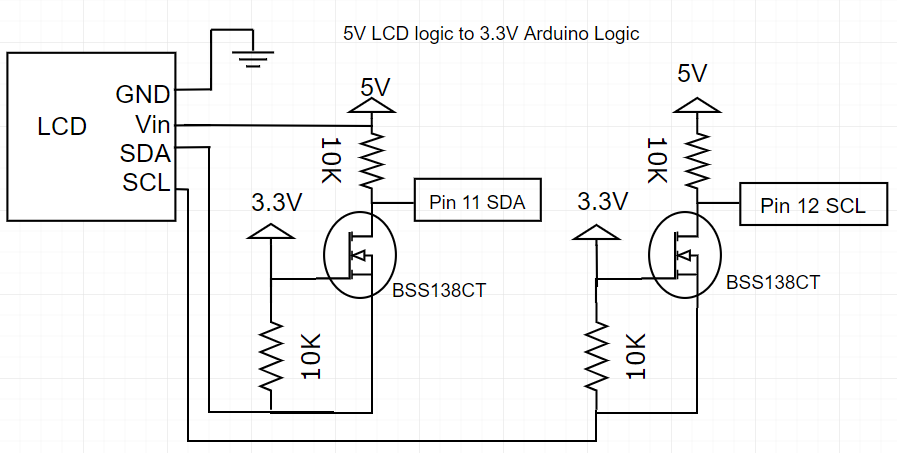 5V LCD logic to 3.3V Arduino Logic
5V
5V
GND
LCD
Vin
SDA
SCL
10K
10K
3.3V
3.3V
Pin 11 SDA
Pin 12 SCL
BSS138CT
BSS138CT
10K
10K